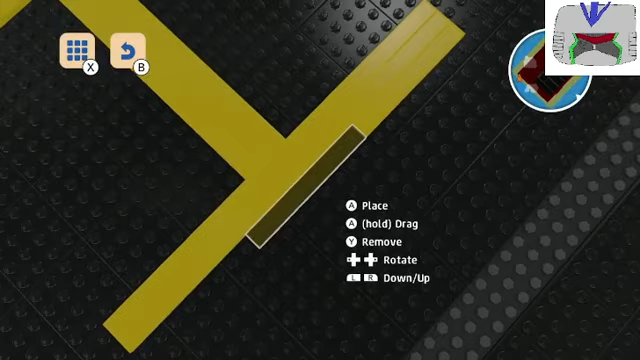 X
B
A Place
A (hold) Drag
Y Remove
Rotate
L R Down/Up